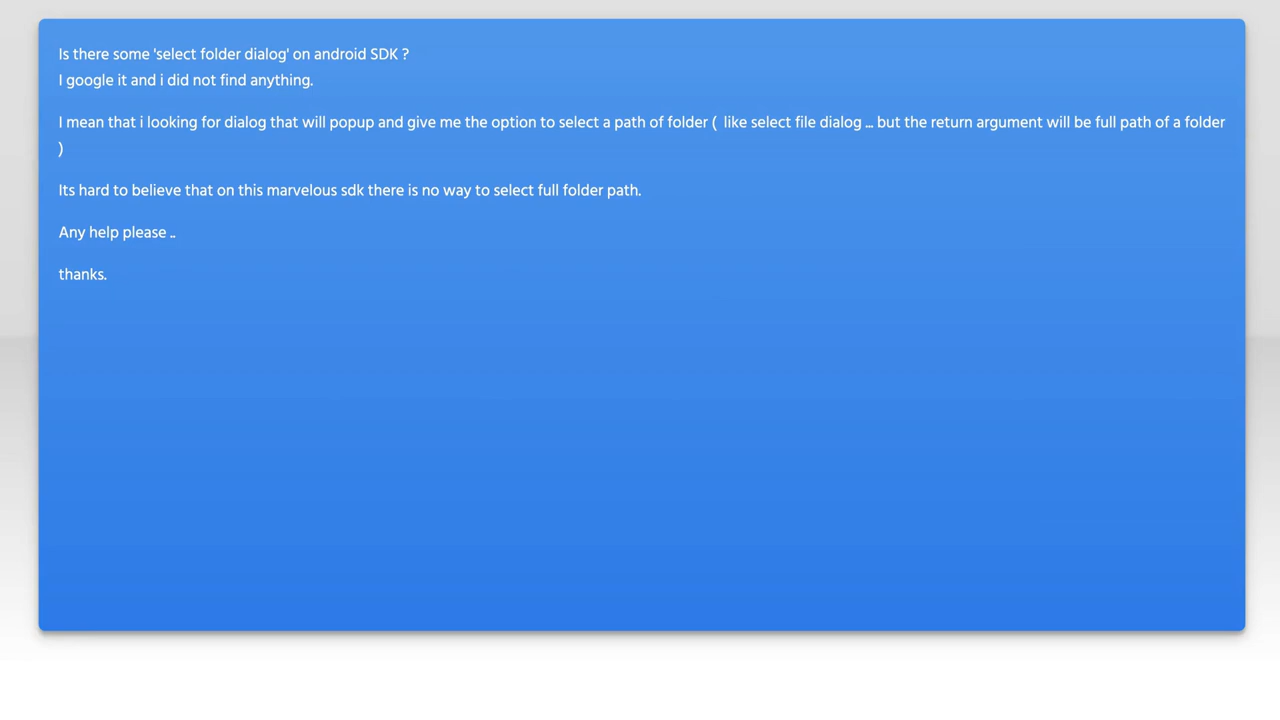 Is there some 'select folder dialog' on android SDK ?
I google it and i did not find anything.
I mean that i looking for dialog that will popup and give me the option to select a path of folder (  like select file dialog ... but the return argument will be full path of a folder
)
Its hard to believe that on this marvelous sdk there is no way to select full folder path.
Any help please ..
thanks.